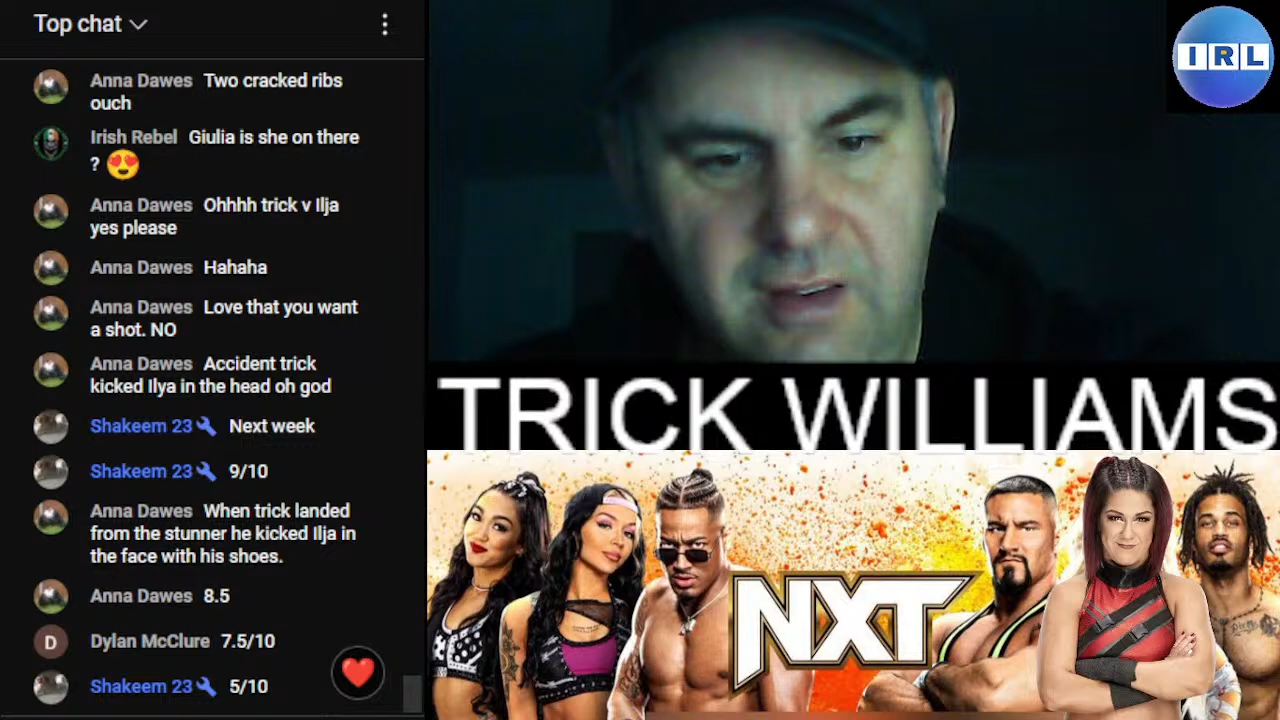 Top chat
Anna Dawes Two cracked ribs
ouch
Irish Rebel Giulia is she on there
? 😍
Anna Dawes Ohhhh trick v Ilja
yes please
Anna Dawes Hahaha
Anna Dawes Love that you want
a shot. NO
Anna Dawes Accident trick
kicked Ilya in the head oh god
Shakeem 23 Next week
Shakeem 23 9/10
Anna Dawes When trick landed
from the stunner he kicked Ilja in
the face with his shoes.
Anna Dawes 8.5
D Dylan McClure 7.5/10
Shakeem 23 5/10
IRL
TRICK WILLIAMS
NXT